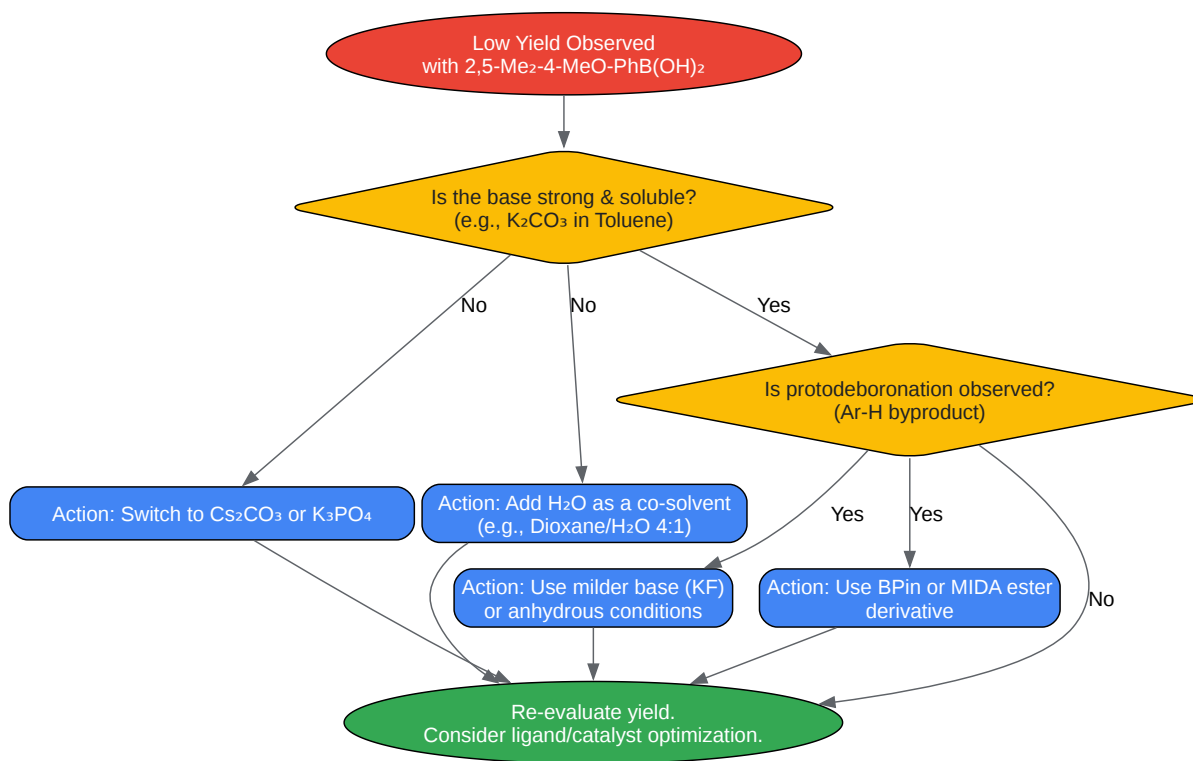 Low Yield Observed
with 2,5-Me₂-4-MeO-PhB(OH)₂
Is the base strong & soluble?
(e.g., K₂CO₃ in Toluene)
No
No
Yes
Is protodeboronation observed?
(Ar-H byproduct)
Action: Switch to Cs₂CO₃ or K₃PO₄
Action: Add H₂O as a co-solvent
(e.g., Dioxane/H₂O 4:1)
Yes
Yes
No
Action: Use milder base (KF)
or anhydrous conditions
Action: Use BPin or MIDA ester
derivative
Re-evaluate yield.
Consider ligand/catalyst optimization.